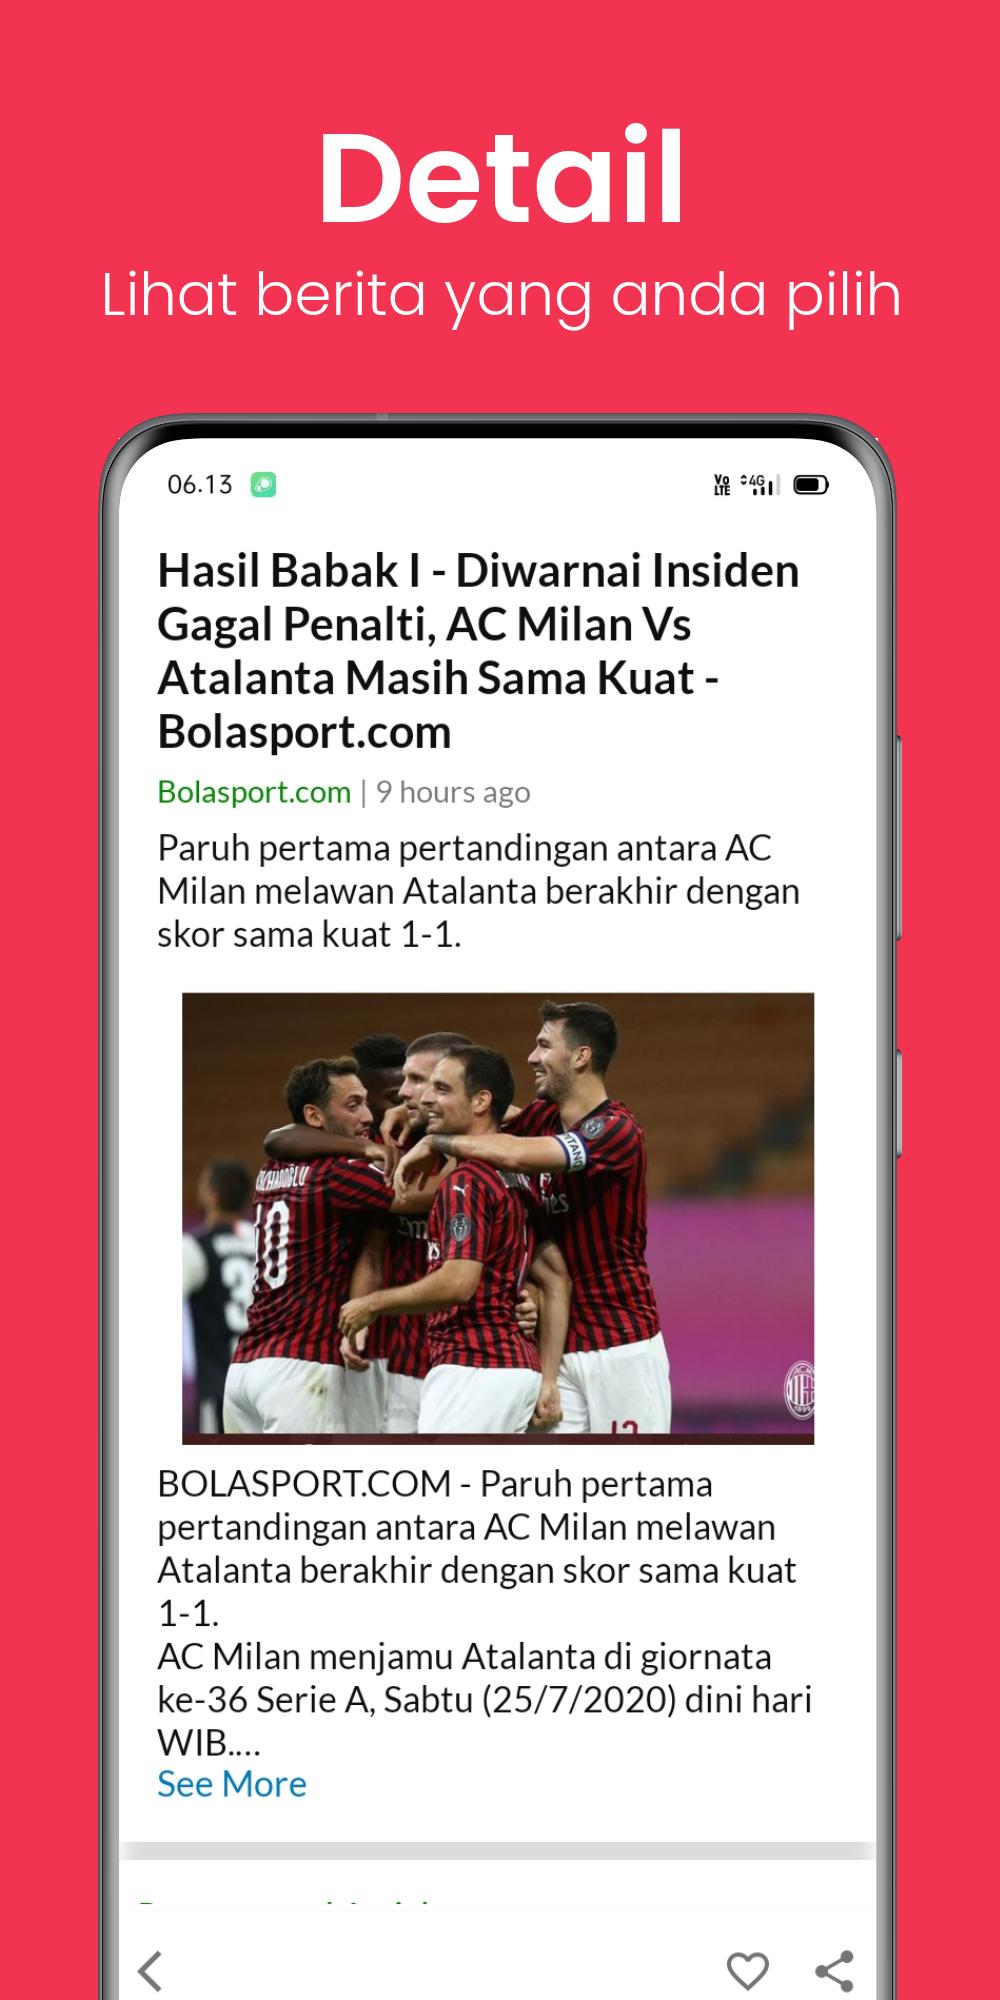 Detail
Lihat berita yang anda pilih
06.13
Vo
LTE
4G
Hasil Babak I - Diwarnai Insiden
Gagal Penalti, AC Milan Vs
Atalanta Masih Sama Kuat -
Bolasport.com
Bolasport.com | 9 hours ago
Paruh pertama pertandingan antara AC
Milan melawan Atalanta berakhir dengan
skor sama kuat 1-1.
10
BOLASPORT.COM - Paruh pertama
pertandingan antara AC Milan melawan
Atalanta berakhir dengan skor sama kuat
1-1.
AC Milan menjamu Atalanta di giornata
ke-36 Serie A, Sabtu (25/7/2020) dini hari
WIB.…
See More